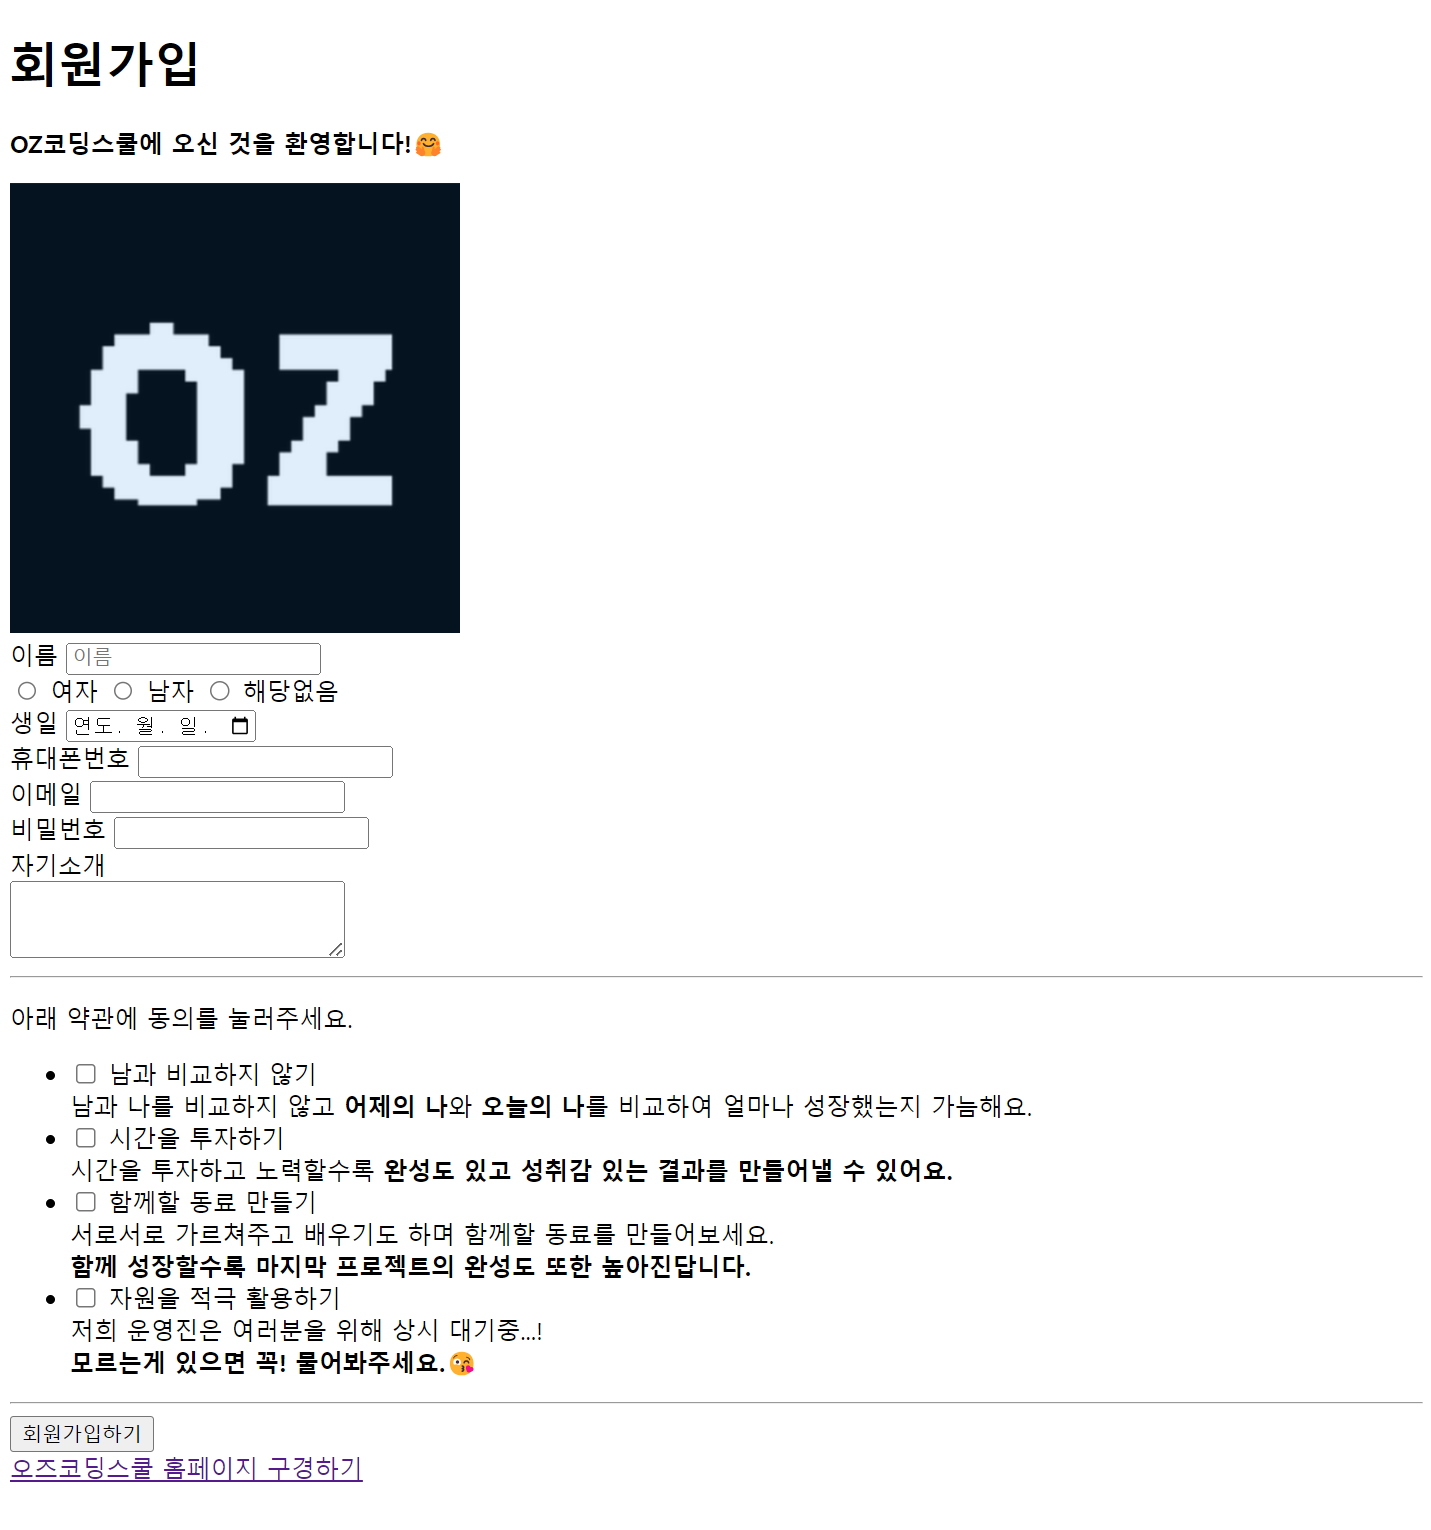 회원가입
OZ코딩스쿨에 오신 것을 환영합니다!🤗
OZ
이름 이름
여자 남자 해당없음
생일 연도. 월. 일.
휴대폰번호
이메일
비밀번호
자기소개
아래 약관에 동의를 눌러주세요.
남과 비교하지 않기
남과 나를 비교하지 않고 어제의 나와 오늘의 나를 비교하여 얼마나 성장했는지 가늠해요.
시간을 투자하기
시간을 투자하고 노력할수록 완성도 있고 성취감 있는 결과를 만들어낼 수 있어요.
함께할 동료 만들기
서로서로 가르쳐주고 배우기도 하며 함께할 동료를 만들어보세요.
함께 성장할수록 마지막 프로젝트의 완성도 또한 높아진답니다.
자원을 적극 활용하기
저희 운영진은 여러분을 위해 상시 대기중...!
모르는게 있으면 꼭! 물어봐주세요.😘
회원가입하기
오즈코딩스쿨 홈페이지 구경하기